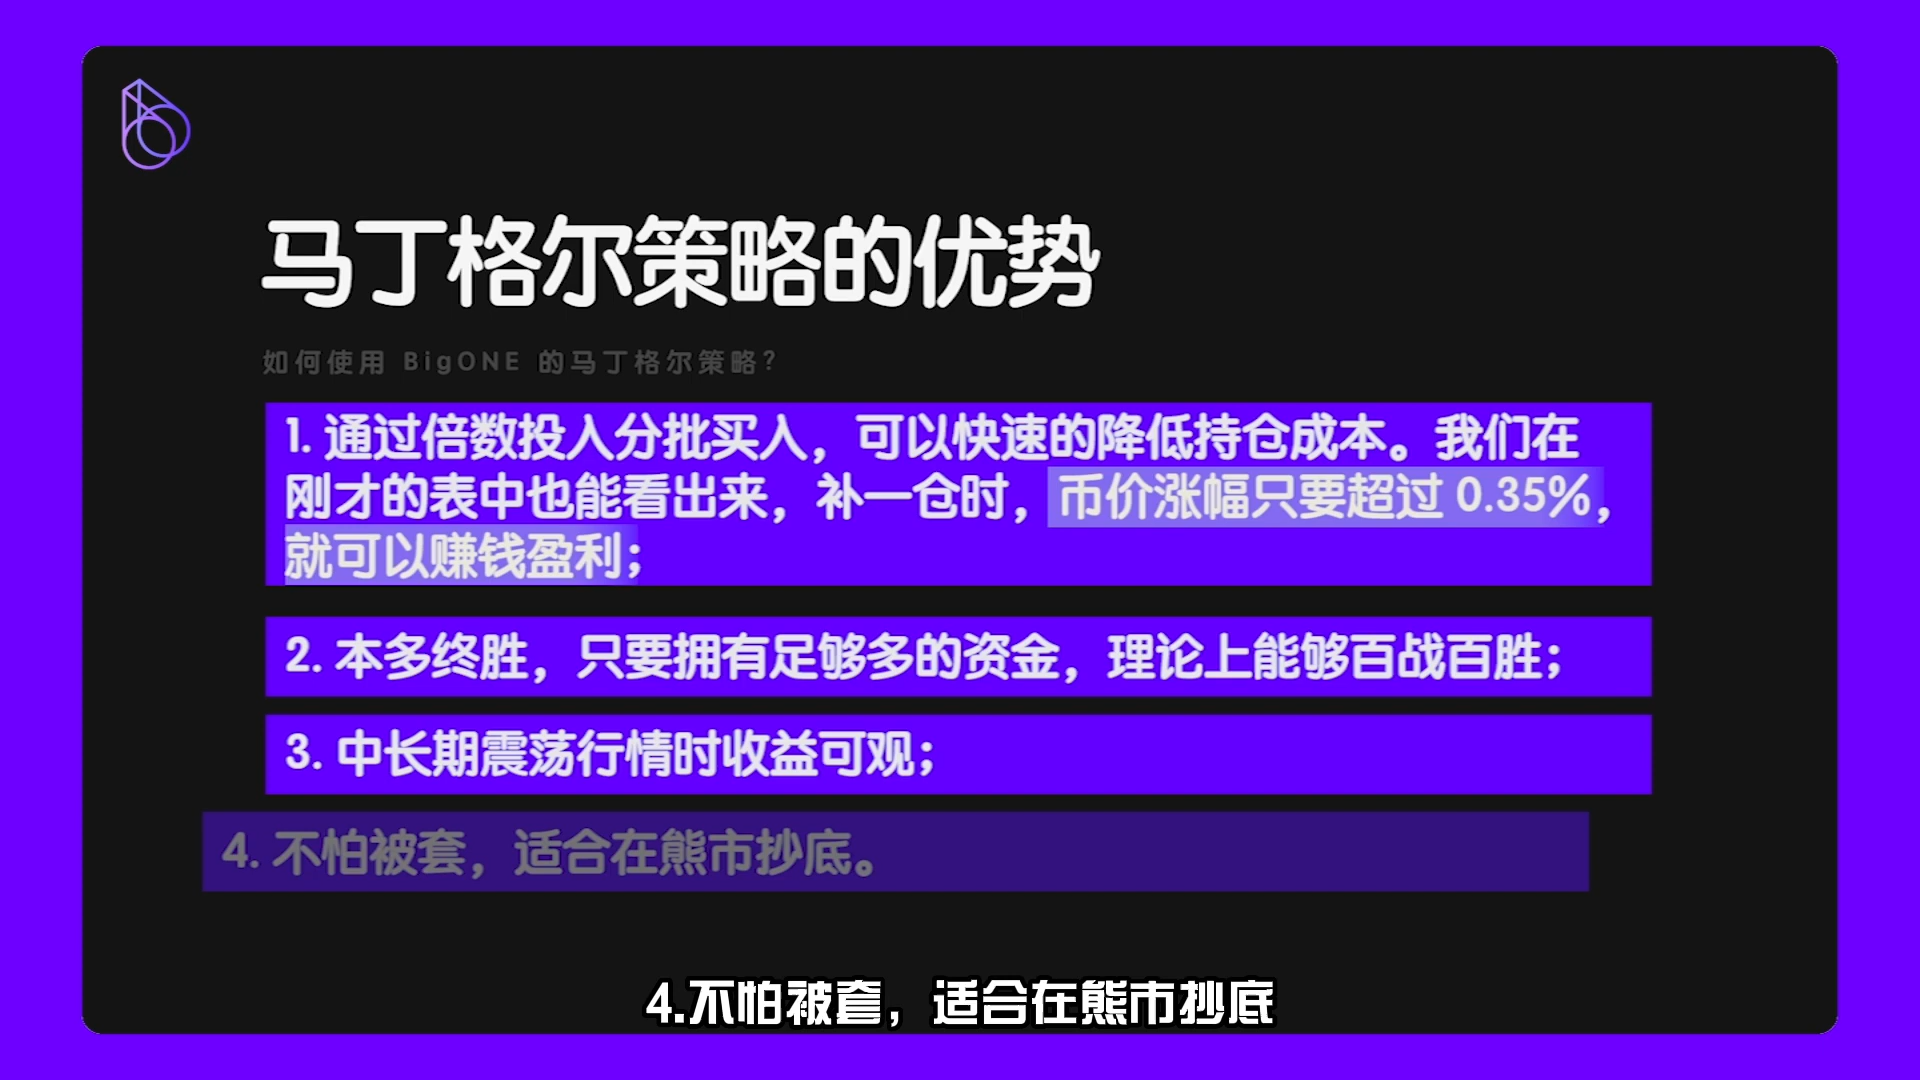 马丁格尔策略的优势
如何使用 BigONE 的马丁格尔策略?
1. 通过倍数投入分批买入，可以快速的降低持仓成本。我们在
刚才的表中也能看出来，补一仓时，币价涨幅只要超过 0.35%，
就可以赚钱盈利；
2. 本多终胜，只要拥有足够多的资金，理论上能够百战百胜；
3. 中长期震荡行情时收益可观；
4. 不怕被套，适合在熊市抄底。
4.不怕被套，适合在熊市抄底